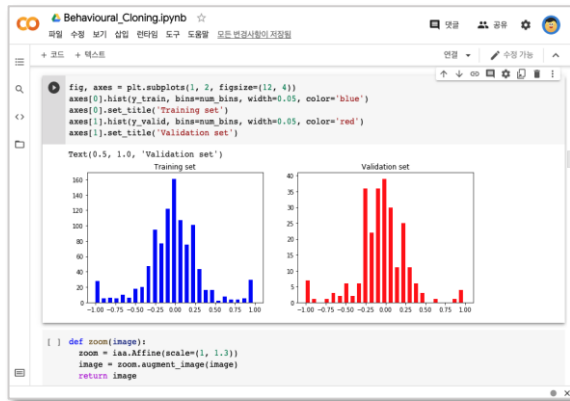 CO Behavioural_Cloning.ipynb ☆
댓글 공유
파일 수정 보기 삽입 런타임 도구 도움말 모든 변경사항이 저장됨
+ 코드 + 텍스트
연결 수정 가능
fig, axes = plt.subplots(1, 2, figsize=(12, 4))
axes[0].hist(y_train, bins=num_bins, width=0.05, color='blue')
axes[0].set_title('Training set')
axes[1].hist(y_valid, bins=num_bins, width=0.05, color='red')
axes[1].set_title('Validation set')
Text(0.5, 1.0, 'Validation set')
Training set
160
140
120
100
80
60
40
20
0
-1.00 -0.75 -0.50 -0.25 0.00 0.25 0.50 0.75 1.00
Validation set
40
35
30
25
20
15
10
5
0
-1.00 -0.75 -0.50 -0.25 0.00 0.25 0.50 0.75 1.00
[ ] def zoom(image):
zoom = iaa.Affine(scale=(1, 1.3))
image = zoom.augment_image(image)
return image